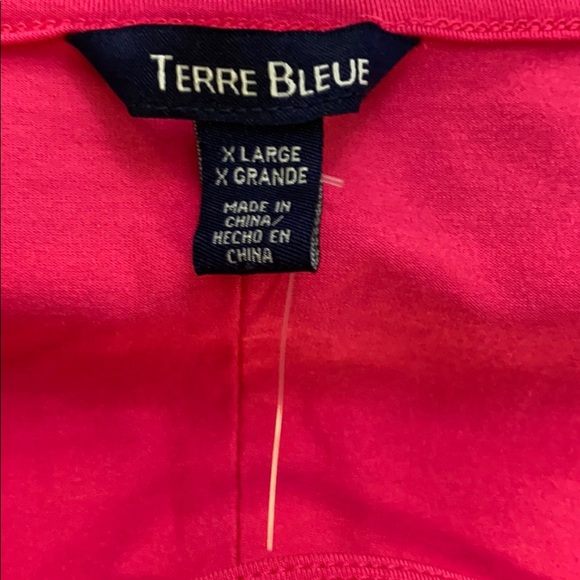 TERRE BLEUE
X LARGE
X GRANDE
MADE IN
CHINA/
HECHO EN
CHINA